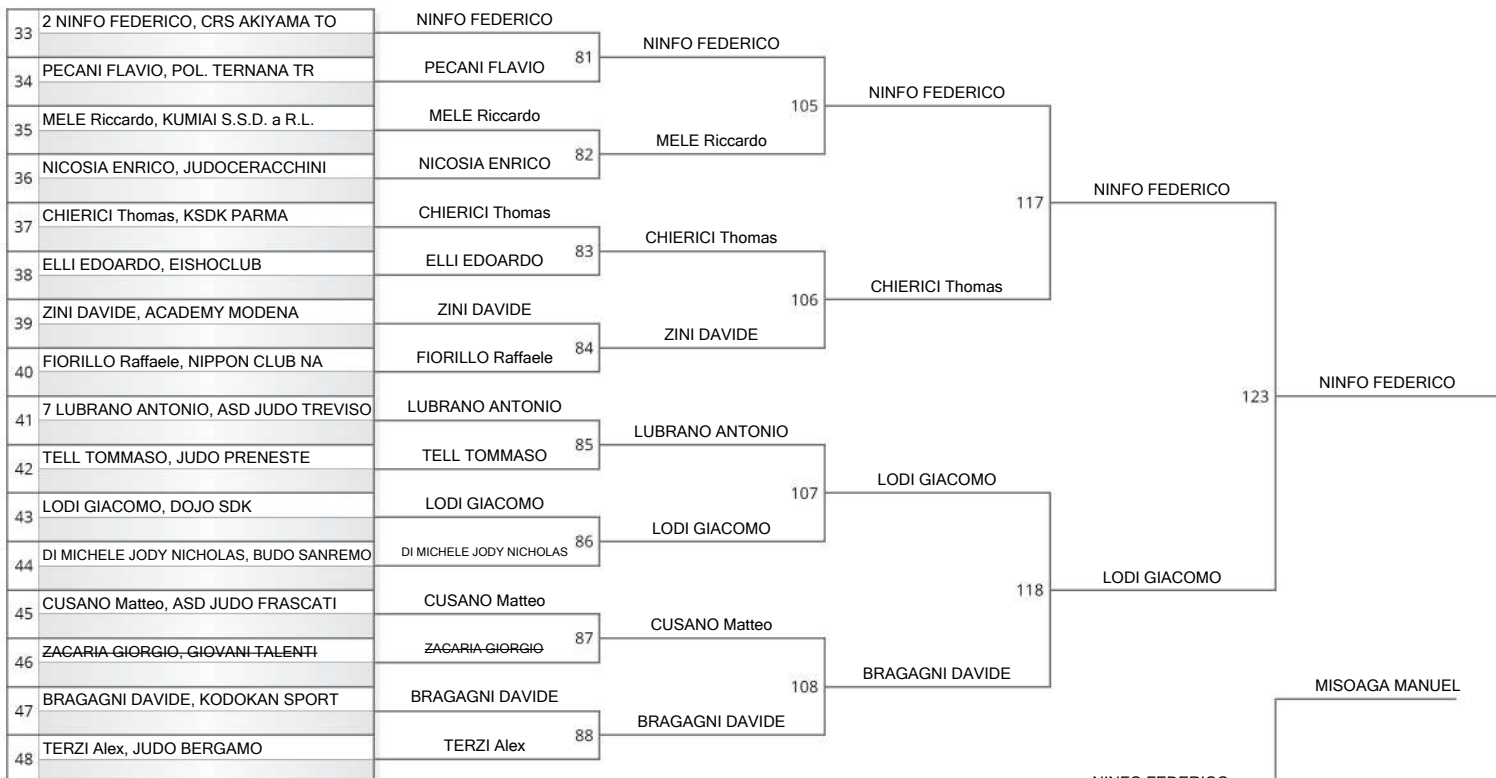 33 2 NINFO FEDERICO, CRS AKIYAMA TO
34 PECANI FLAVIO, POL. TERNANA TR
35 MELE Riccardo, KUMIAI S.S.D. a R.L.
36 NICOSIA ENRICO, JUDOCERACCHINI
37 CHIERICI Thomas, KSDK PARMA
38 ELLI EDOARDO, EISHOCLUB
39 ZINI DAVIDE, ACADEMY MODENA
40 FIORILLO Raffaele, NIPPON CLUB NA
41 7 LUBRANO ANTONIO, ASD JUDO TREVISO
42 TELL TOMMASO, JUDO PRENESTE
43 LODI GIACOMO, DOJO SDK
44 DI MICHELE JODY NICHOLAS, BUDO SANREMO
45 CUSANO Matteo, ASD JUDO FRASCATI
46 ZACARIA GIORGIO, GIOVANI TALENTI
47 BRAGAGNI DAVIDE, KODOKAN SPORT
48 TERZI Alex, JUDO BERGAMO
NINFO FEDERICO
81
PECANI FLAVIO
MELE Riccardo
82
NICOSIA ENRICO
CHIERICI Thomas
83
ELLI EDOARDO
ZINI DAVIDE
84
FIORILLO Raffaele
LUBRANO ANTONIO
85
TELL TOMMASO
LODI GIACOMO
86
DI MICHELE JODY NICHOLAS
CUSANO Matteo
87
ZACARIA GIORGIO
BRAGAGNI DAVIDE
88
TERZI Alex
NINFO FEDERICO
105
MELE Riccardo
CHIERICI Thomas
106
ZINI DAVIDE
LUBRANO ANTONIO
107
LODI GIACOMO
CUSANO Matteo
108
BRAGAGNI DAVIDE
NINFO FEDERICO
117
CHIERICI Thomas
LODI GIACOMO
118
BRAGAGNI DAVIDE
NINFO FEDERICO
123
LODI GIACOMO
NINFO FEDERICO
MISOAGA MANUEL
NINFO FEDERICO